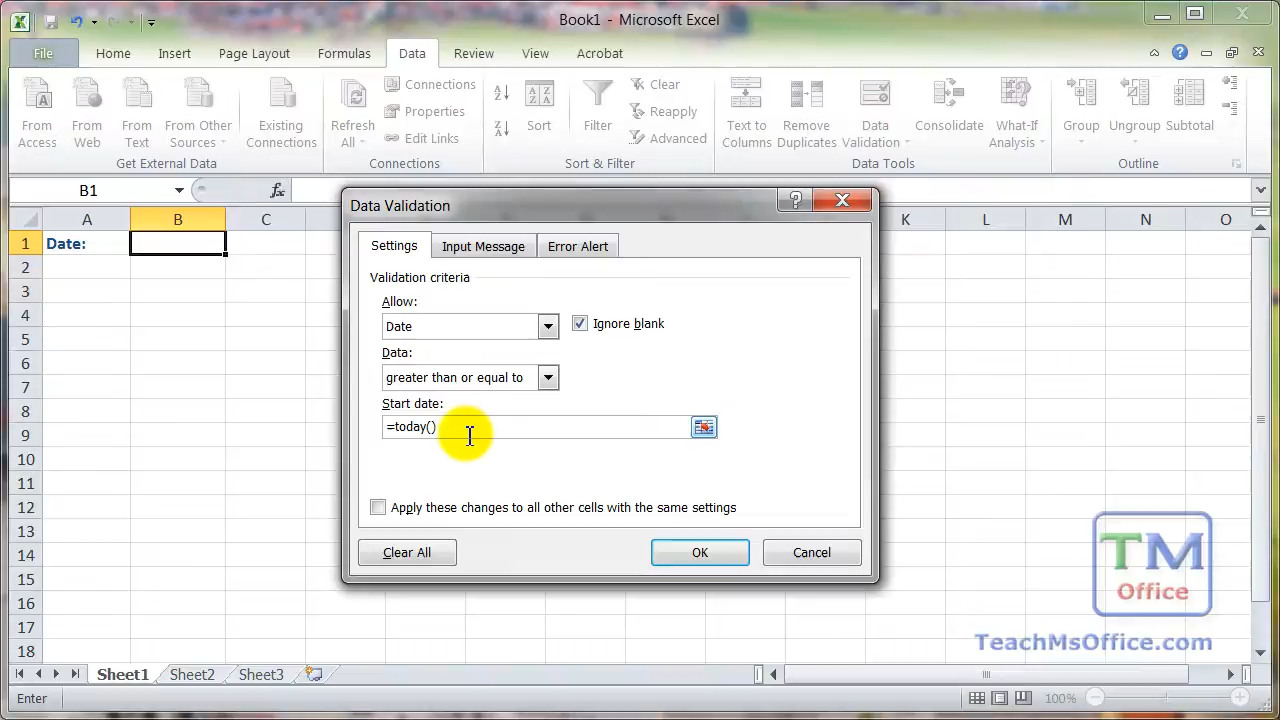 Book1 - Microsoft Excel
File Home Insert Page Layout Formulas Data Review View Acrobat
From Access
From Web
From Text
From Other Sources
Existing Connections
Get External Data
Refresh All
Connections
Properties
Edit Links
Connections
Sort
Filter
Clear
Reapply
Advanced
Sort & Filter
Text to Columns
Remove Duplicates
Data Validation
Consolidate
What-If Analysis
Data Tools
Group
Ungroup
Subtotal
Outline
B1
fx
A B C K L M N O
1 Date:
2
3
4
5
6
7
8
9
10
11
12
13
14
15
16
17
18
Data Validation
Settings Input Message Error Alert
Validation criteria
Allow:
Date
Ignore blank
Data:
greater than or equal to
Start date:
=today()
Apply these changes to all other cells with the same settings
Clear All OK Cancel
TM
Office
TeachMsOffice.com
Sheet1 Sheet2 Sheet3
Enter
100%